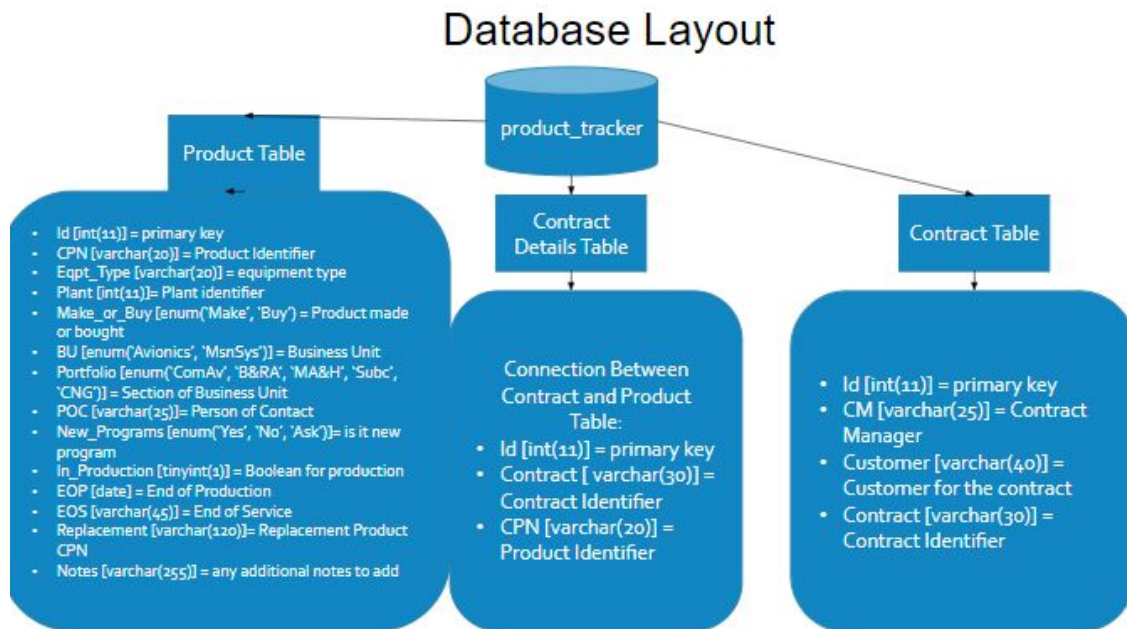 Database Layout
product_tracker
Product Table
• Id [int(11)] = primary key
• CPN [varchar(20)] = Product Identifier
• Eqpt_Type [varchar(20)] = equipment type
• Plant [int(11)]= Plant identifier
• Make_or_Buy [enum(‘Make’, ‘Buy’) = Product made
or bought
• BU [enum(‘Avionics’, ‘MsnSys’)] = Business Unit
• Portfolio [enum(‘ComAv’, ‘B&RA’, ‘MA&H’, ‘Subc’,
‘CNG’)] = Section of Business Unit
• POC [varchar(25)]= Person of Contact
• New_Programs [enum(‘Yes’, ‘No’, ‘Ask’)]= is it new
program
• In_Production [tinyint(1)] = Boolean for production
• EOP [date] = End of Production
• EOS [varchar(45)] = End of Service
• Replacement [varchar(120)]= Replacement Product
CPN
• Notes [varchar(255)] = any additional notes to add
Contract
Details Table
Connection Between
Contract and Product
Table:
• Id [int(11)] = primary key
• Contract [ varchar(30)] =
Contract Identifier
• CPN [varchar(20)] =
Product Identifier
Contract Table
• Id [int(11)] = primary key
• CM [varchar(25)] = Contract
Manager
• Customer [varchar(40)] =
Customer for the contract
• Contract [varchar(30)] =
Contract Identifier